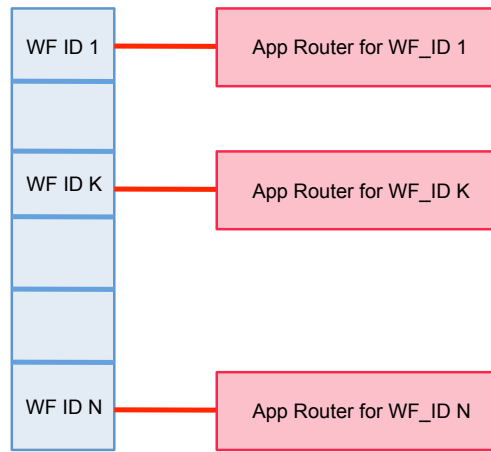 WF ID 1
App Router for WF_ID 1
WF ID K
App Router for WF_ID K
WF ID N
App Router for WF_ID N